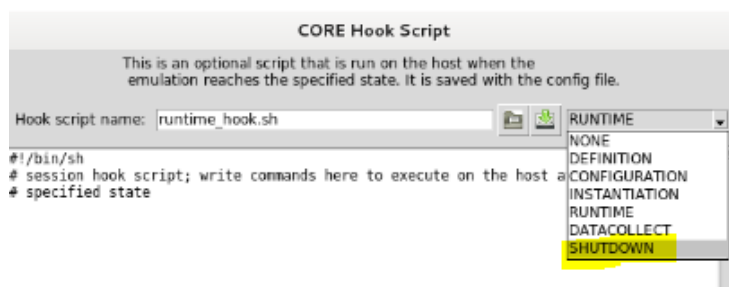 CORE Hook Script
This is an optional script that is run on the host when the
emulation reaches the specified state. It is saved with the config file.
Hook script name: runtime_hook.sh RUNTIME
NONE
DEFINITION
CONFIGURATION
INSTANTIATION
RUNTIME
DATACOLLECT
SHUTDOWN
#!/bin/sh
# session hook script; write commands here to execute on the host
# specified state